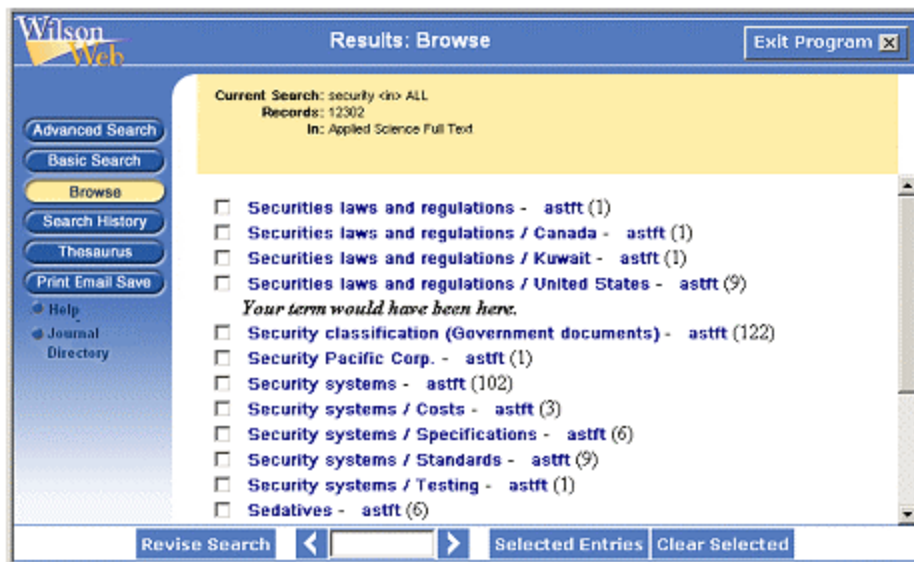 Wilson
Web
Results: Browse
Exit Program
Current Search: security <in> ALL
Records: 12302
In: Applied Science Full Text
Advanced Search
Basic Search
Browse
Search History
Thesaurus
Print Email Save
Help
Journal
Directory
Securities laws and regulations - astft (1)
Securities laws and regulations / Canada - astft (1)
Securities laws and regulations / Kuwait - astft (1)
Securities laws and regulations / United States - astft (9)
Your term would have been here.
Security classification (Government documents) - astft (122)
Security Pacific Corp. - astft (1)
Security systems - astft (102)
Security systems / Costs - astft (3)
Security systems / Specifications - astft (6)
Security systems / Standards - astft (9)
Security systems / Testing - astft (1)
Sedatives - astft (6)
Revise Search
Selected Entries
Clear Selected